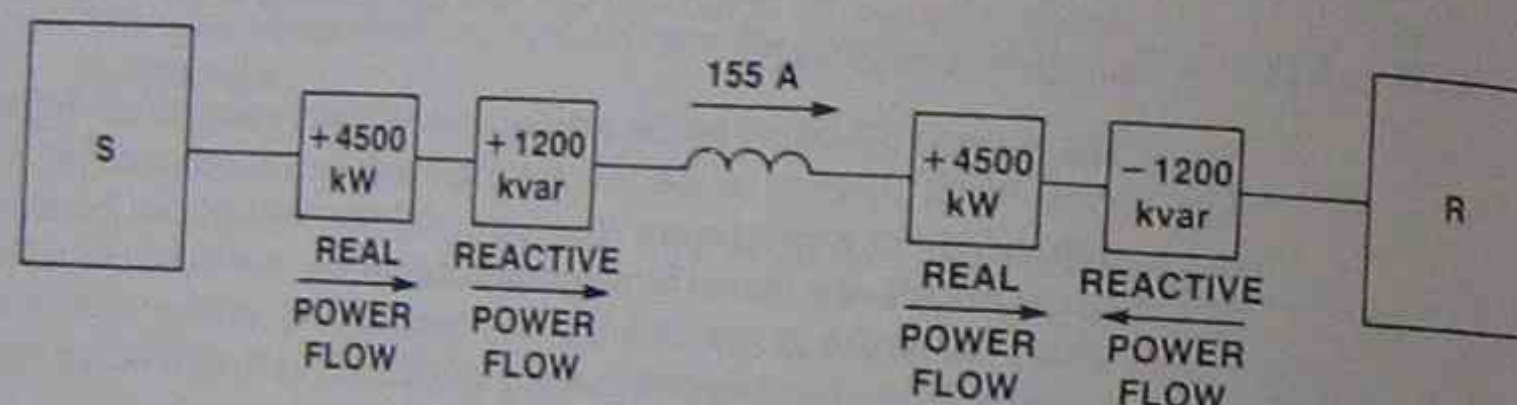 155 A
S
+4500
kW
+1200
kvar
+4500
kW
-1200
kvar
R
REAL
POWER
FLOW
REACTIVE
POWER
FLOW
REAL
POWER
FLOW
REACTIVE
POWER
FLOW